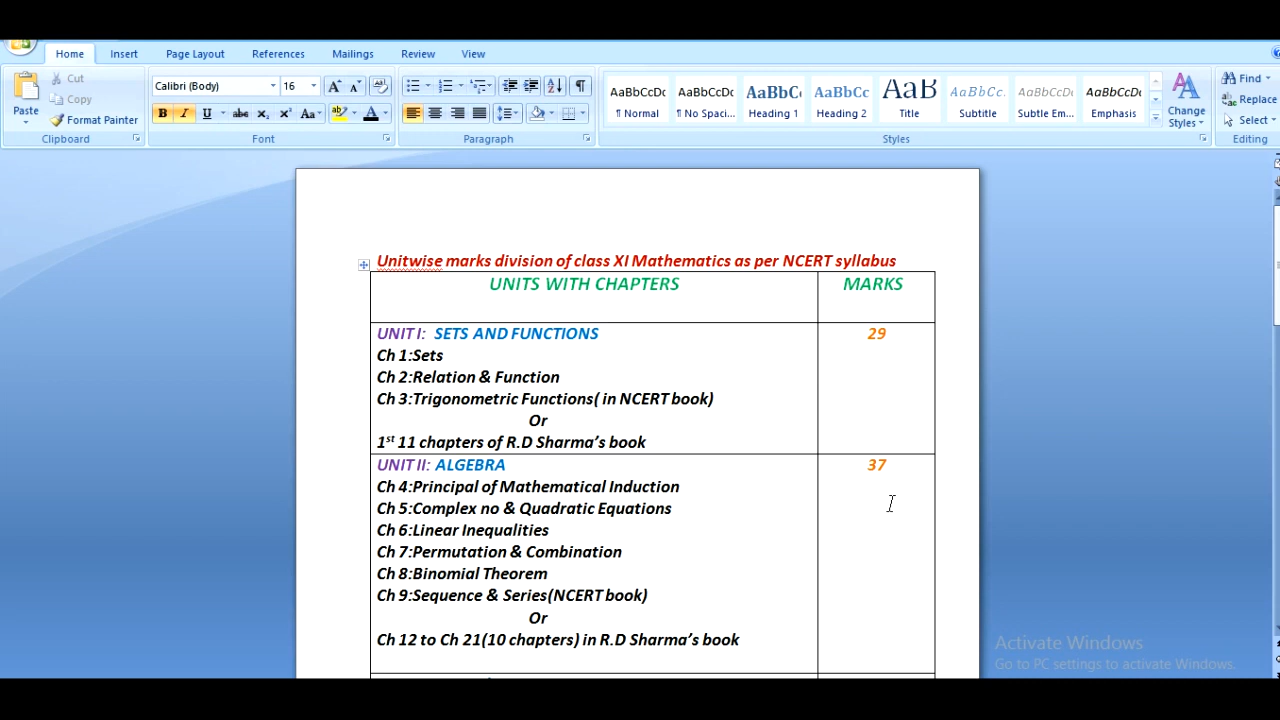 Home Insert Page Layout References Mailings Review View
Cut
Copy
Paste
Format Painter
Clipboard
Calibri (Body) 16
Font
Paragraph
AaBbCcDc AaBbCcDc AaBbC AaBbCc AaB AaBbCc. AaBbCcDc AaBbCcDc
¶ Normal ¶ No Spaci... Heading 1 Heading 2 Title Subtitle Subtle Em... Emphasis
Styles
Change Styles
Find
Replace
Select
Editing
Unitwise marks division of class XI Mathematics as per NCERT syllabus
UNITS WITH CHAPTERS MARKS
UNIT I: SETS AND FUNCTIONS 29
Ch 1:Sets
Ch 2:Relation & Function
Ch 3:Trigonometric Functions( in NCERT book)
Or
1st 11 chapters of R.D Sharma's book
UNIT II: ALGEBRA 37
Ch 4:Principal of Mathematical Induction
Ch 5:Complex no & Quadratic Equations
Ch 6:Linear Inequalities
Ch 7:Permutation & Combination
Ch 8:Binomial Theorem
Ch 9:Sequence & Series(NCERT book)
Or
Ch 12 to Ch 21(10 chapters) in R.D Sharma's book
Activate Windows
Go to PC settings to activate Windows.